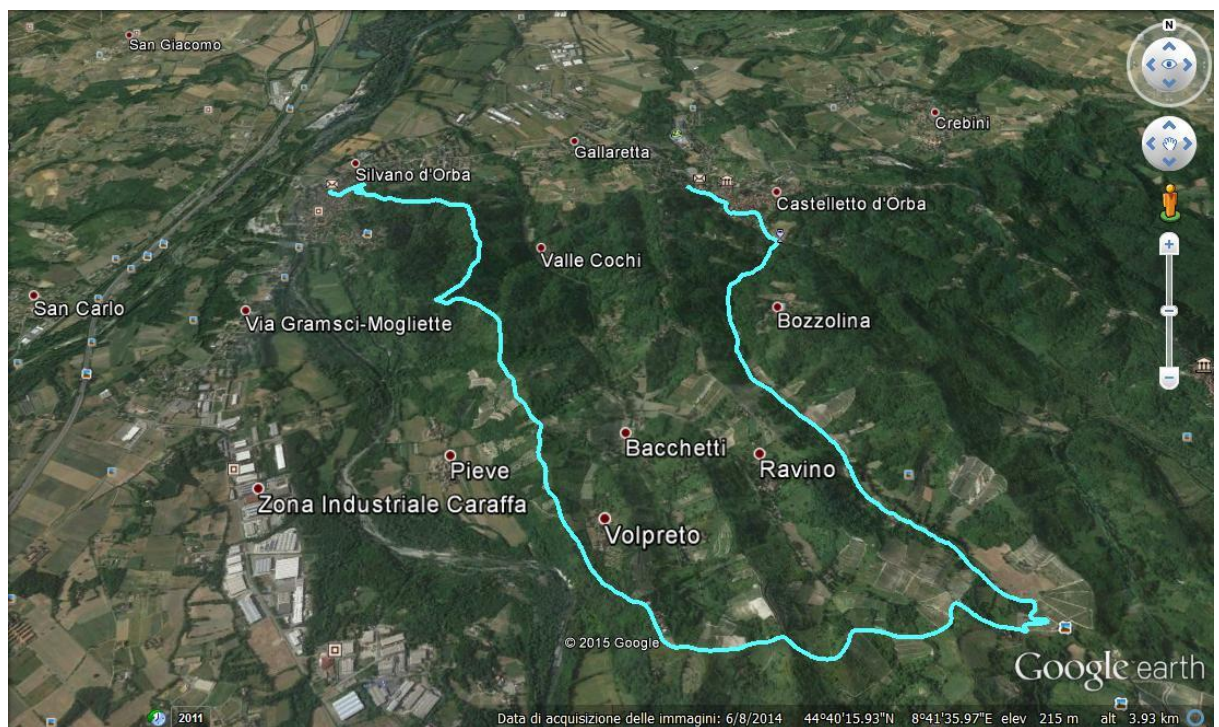 N
San Giacomo
Crebini
Gallaretta
Silvano d'Orba
Castelletto d'Orba
Valle Cochi
San Carlo
Via Gramsci-Mogliette
Bozzolina
Bacchetti
Pieve
Ravino
Zona Industriale Caraffa
Volpreto
© 2015 Google
Google earth
2011
Data di acquisizione delle immagini: 6/8/2014 44°40'15.93"N 8°41'35.97"E elev 215 m alt 3.93 km